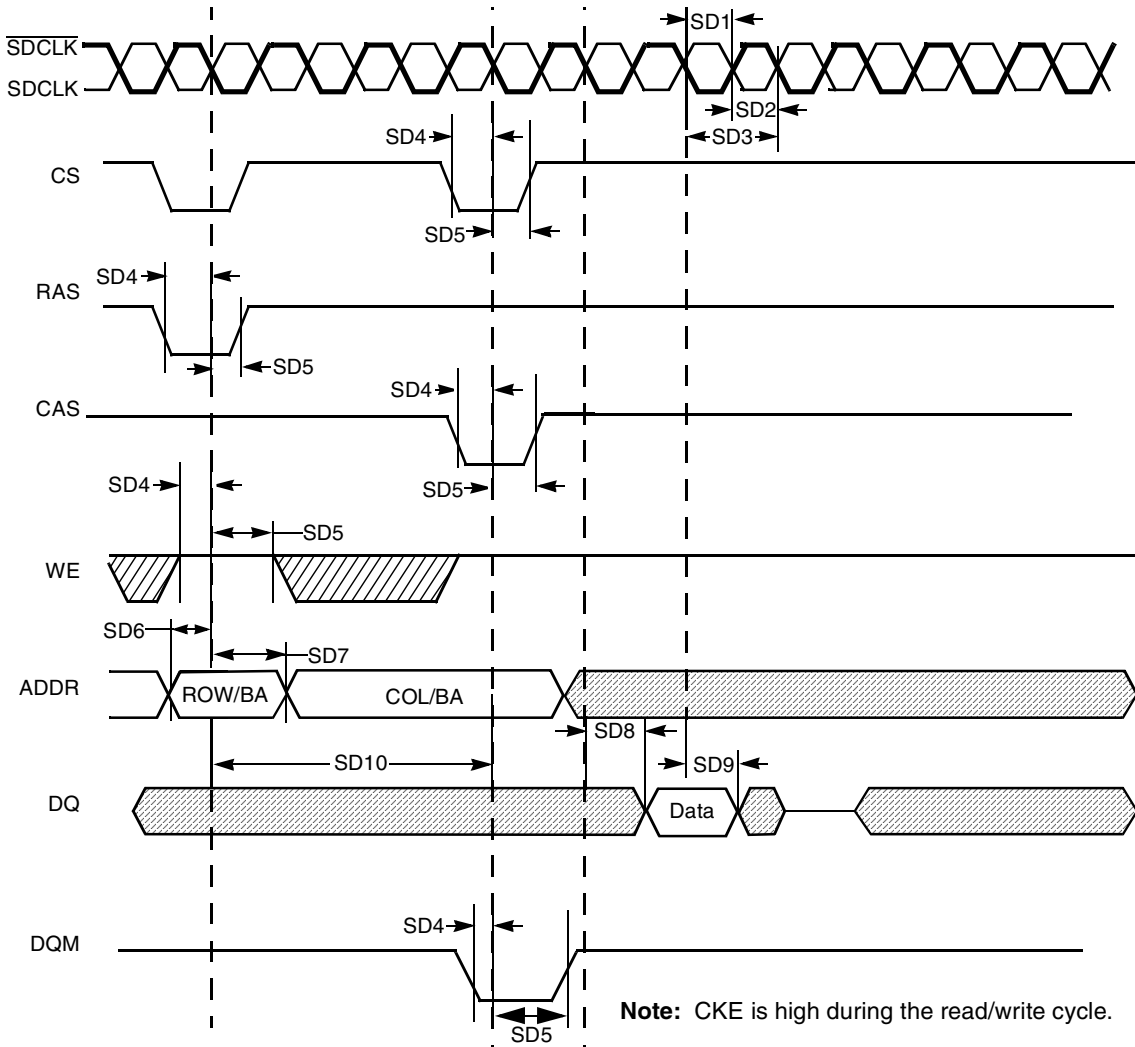 SDCLK
SDCLK
SD1
SD2
SD3
SD4
CS
SD5
SD4
RAS
SD5
SD4
CAS
SD5
SD4
SD5
WE
SD6
SD7
ADDR
ROW/BA
COL/BA
SD8
SD10
SD9
DQ
Data
SD4
DQM
Note: CKE is high during the read/write cycle.
SD5